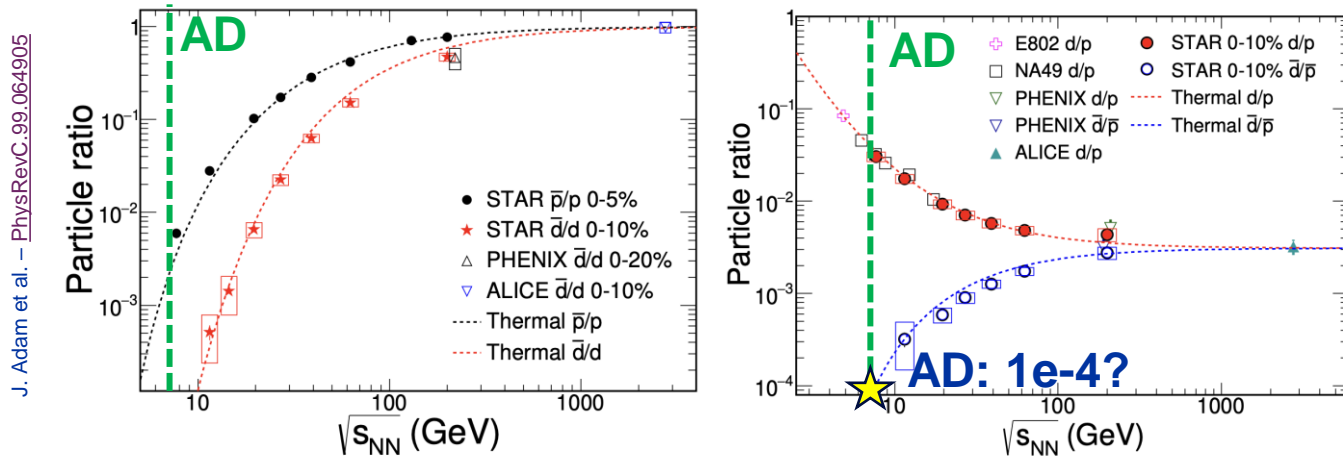 J. Adam et al. – PhysRevC.99.064905
Particle ratio
1
10⁻¹
10⁻²
10⁻³
AD
STAR p̅/p 0-5%
STAR d̅/d 0-10%
PHENIX d̅/d 0-20%
ALICE d̅/d 0-10%
Thermal p̅/p
Thermal d̅/d
10 100 1000
√sNN (GeV)
Particle ratio
1
10⁻¹
10⁻²
10⁻³
10⁻⁴
AD
E802 d/p
NA49 d/p
PHENIX d/p
PHENIX d̅/p̅
ALICE d/p
STAR 0-10% d/p
STAR 0-10% d̅/p̅
Thermal d/p
Thermal d̅/p̅
AD: 1e-4?
10 100 1000
√sNN (GeV)